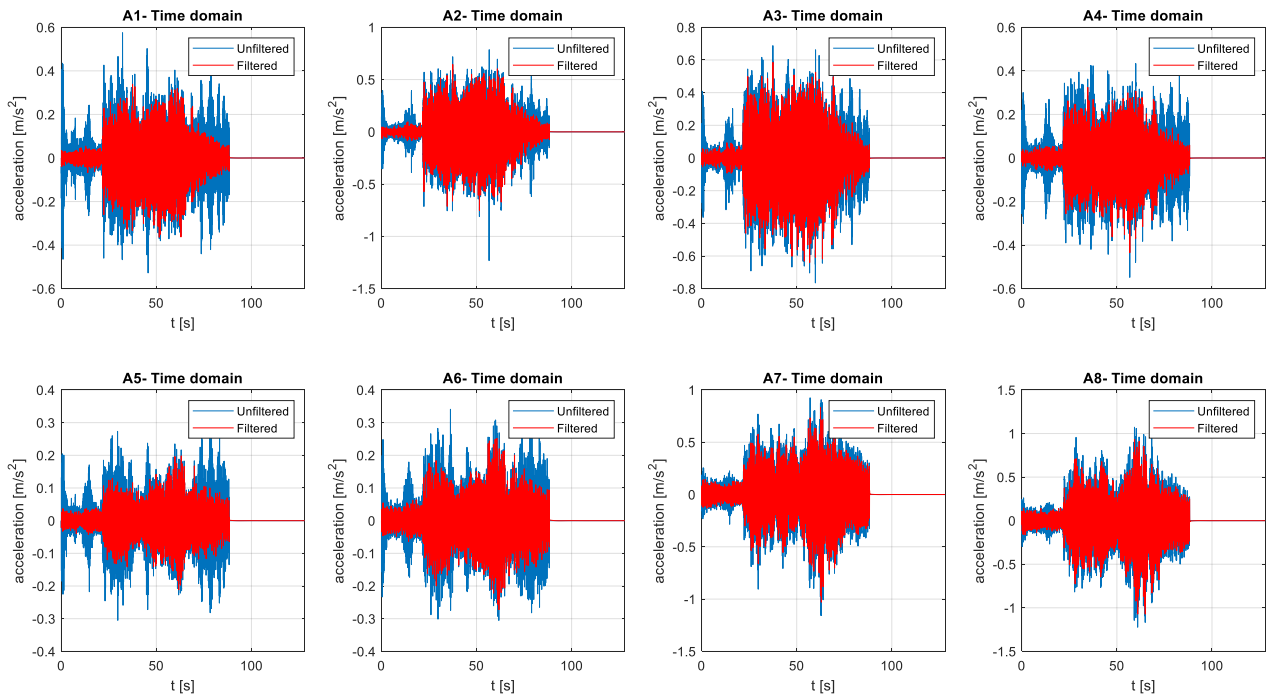 A1- Time domain
0.6
0.4
0.2
0
-0.2
-0.4
-0.6
acceleration [m/s²]
0 50 100
t [s]
Unfiltered
Filtered
A2- Time domain
1
0.5
0
-0.5
-1
-1.5
acceleration [m/s²]
0 50 100
t [s]
Unfiltered
Filtered
A3- Time domain
0.8
0.6
0.4
0.2
0
-0.2
-0.4
-0.6
-0.8
acceleration [m/s²]
0 50 100
t [s]
Unfiltered
Filtered
A4- Time domain
0.6
0.4
0.2
0
-0.2
-0.4
-0.6
acceleration [m/s²]
0 50 100
t [s]
Unfiltered
Filtered
A5- Time domain
0.4
0.3
0.2
0.1
0
-0.1
-0.2
-0.3
-0.4
acceleration [m/s²]
0 50 100
t [s]
Unfiltered
Filtered
A6- Time domain
0.4
0.3
0.2
0.1
0
-0.1
-0.2
-0.3
-0.4
acceleration [m/s²]
0 50 100
t [s]
Unfiltered
Filtered
A7- Time domain
1
0.5
0
-0.5
-1
-1.5
acceleration [m/s²]
0 50 100
t [s]
Unfiltered
Filtered
A8- Time domain
1.5
1
0.5
0
-0.5
-1
-1.5
acceleration [m/s²]
0 50 100
t [s]
Unfiltered
Filtered